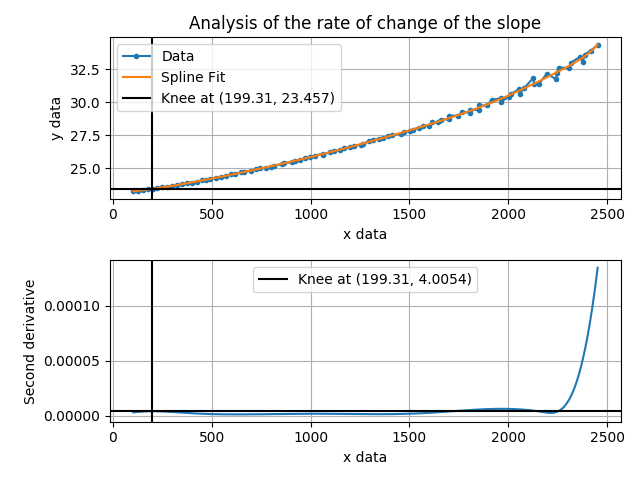 Analysis of the rate of change of the slope
Data
Spline Fit
Knee at (199.31, 23.457)
32.5
30.0
27.5
25.0
y data
0
500
1000
1500
2000
2500
x data
Knee at (199.31, 4.0054)
0.00010
0.00005
0.00000
Second derivative
0
500
1000
1500
2000
2500
x data